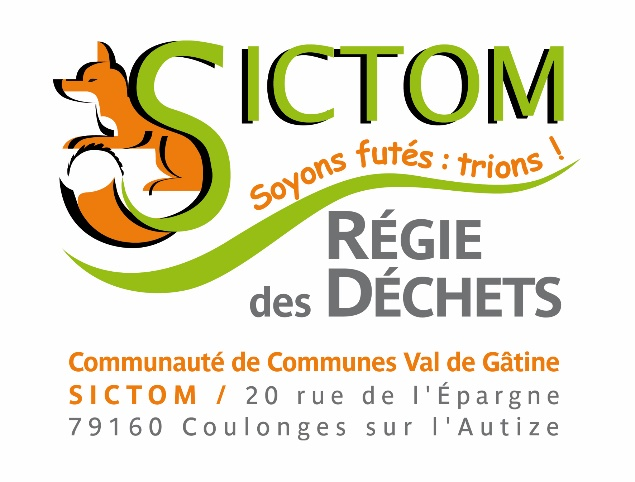 SICTOM
Soyons futés : trions !
RÉGIE
des DÉCHETS
Communauté de Communes Val de Gâtine
SICTOM / 20 rue de l'Épargne
79160 Coulonges sur l'Autize